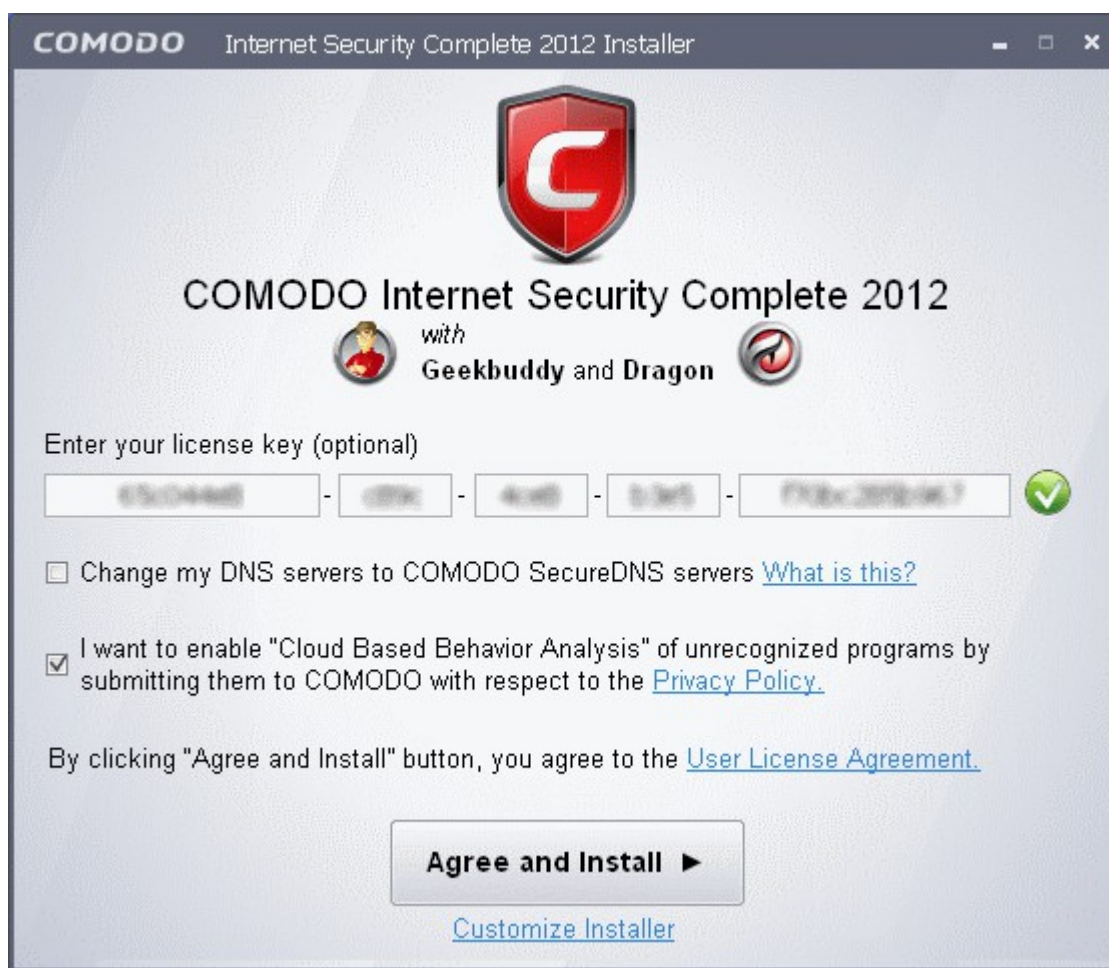 COMODO Internet Security Complete 2012 Installer
COMODO Internet Security Complete 2012
with
Geekbuddy and Dragon
Enter your license key (optional)
- - - -
Change my DNS servers to COMODO SecureDNS servers What is this?
I want to enable "Cloud Based Behavior Analysis" of unrecognized programs by
submitting them to COMODO with respect to the Privacy Policy.
By clicking "Agree and Install" button, you agree to the User License Agreement.
Agree and Install ►
Customize Installer